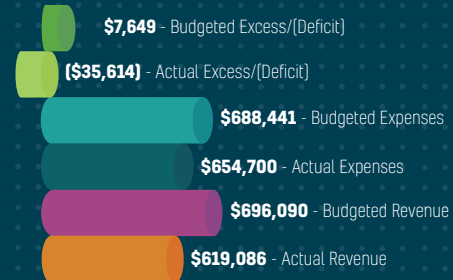 $7,649 - Budgeted Excess/(Deficit)
($35,614) - Actual Excess/(Deficit)
$688,441 - Budgeted Expenses
$654,700 - Actual Expenses
$696,090 - Budgeted Revenue
$619,086 - Actual Revenue